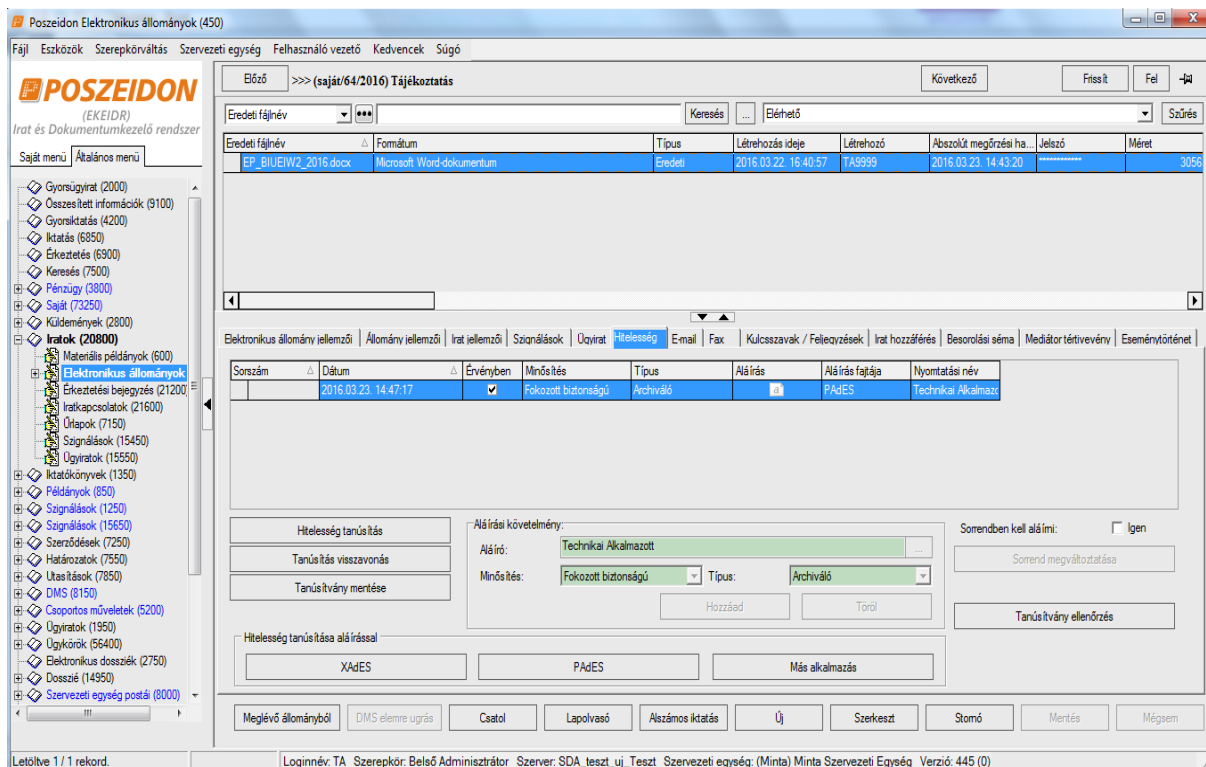 Poszeidon Elektronikus állományok (450)
Fájl Eszközök Szerepkörváltás Szervezeti egység Felhasználó vezető Kedvencek Súgó
POSZEIDON
(EKEIDR)
Irat és Dokumentumkezelő rendszer
Saját menü Általános menü
Gyorsügyirat (2000)
Összesített információk (9100)
Gyorsiktatás (4200)
Iktatás (6850)
Érkeztetés (6900)
Keresés (7500)
Pénzügy (3800)
Saját (73250)
Küldemények (2800)
Iratok (20800)
Materiális példányok (600)
Elektronikus állományok
Érkeztetési bejegyzés (21200)
Iratkapcsolatok (21600)
Űrlapok (7150)
Szignálások (15450)
Ügyiratok (15550)
Iktatókönyvek (1350)
Példányok (850)
Szignálások (1250)
Szignálások (15650)
Szerződések (7250)
Határozatok (7550)
Utasítások (7850)
DMS (8150)
Csoportos műveletek (5200)
Ügyiratok (1950)
Ügykörök (56400)
Elektronikus dossziék (2750)
Dosszié (14950)
Szervezeti egység postái (8000)
Előző >>> (saját/64/2016) Tájékoztatás Következő Frissít Fel
Eredeti fájlnév Keresés ... Elérhető Szűrés
Eredeti fájlnév Formátum Típus Létrehozás ideje Létrehozó Abszolút megőrzési ha... Jelszó Méret
EP_BIUEIW2_2016.docx Microsoft Word-dokumentum Eredeti 2016.03.22. 16:40:57 TA9999 2016.03.23. 14:43:20 ************ 3056
Elektronikus állomány jellemzői Állomány jellemzői Irat jellemzői Szignálások Ügyirat Hitelesség E-mail Fax Kulcsszavak / Feljegyzések Irat hozzáférés Besorolási séma Mediátor tértivevény Eseménytörténet
Sorszám Dátum Érvényben Minősítés Típus Aláírás Aláírás fajtája Nyomtatási név
2016.03.23. 14:47:17 Fokozott biztonságú Archiváló a PAdES Technikai Alkalmazo
Hitelesség tanúsítás
Tanúsítás visszavonás
Tanúsítvány mentése
Aláírási követelmény:
Aláíró: Technikai Alkalmazott ...
Minősítés: Fokozott biztonságú Típus: Archiváló
Hozzáad Töröl
Sorrendben kell aláírni: Igen
Sorrend megváltoztatása
Tanúsítvány ellenőrzés
Hitelesség tanúsítása aláírással
XAdES PAdES Más alkalmazás
Meglévő állományból DMS elemre ugrás Csatol Lapolvasó Alszámos iktatás Új Szerkeszt Stornó Mentés Mégsem
Letöltve 1 / 1 rekord. Loginnév: TA Szerepkör: Belső Adminisztrátor Szerver: SDA_teszt_uj_Teszt Szervezeti egység: (Minta) Minta Szervezeti Egység Verzió: 445 (0)